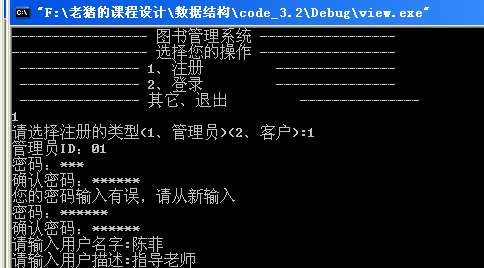 "F:\老猪的课程设计\数据结构\code_3.2\Debug\view.exe"
---------------- 图书管理系统 ----------------
---------------- 选择您的操作 ----------------
---------------- 1、注册 ----------------
---------------- 2、登录 ----------------
---------------- 其它、退出 ----------------
1
请选择注册的类型(1、管理员)(2、客户):1
管理员ID：01
密码：***
确认密码：******
您的密码输入有误，请从新输入
密码：******
确认密码：******
请输入用户名字:陈菲
请输入用户描述:指导老师